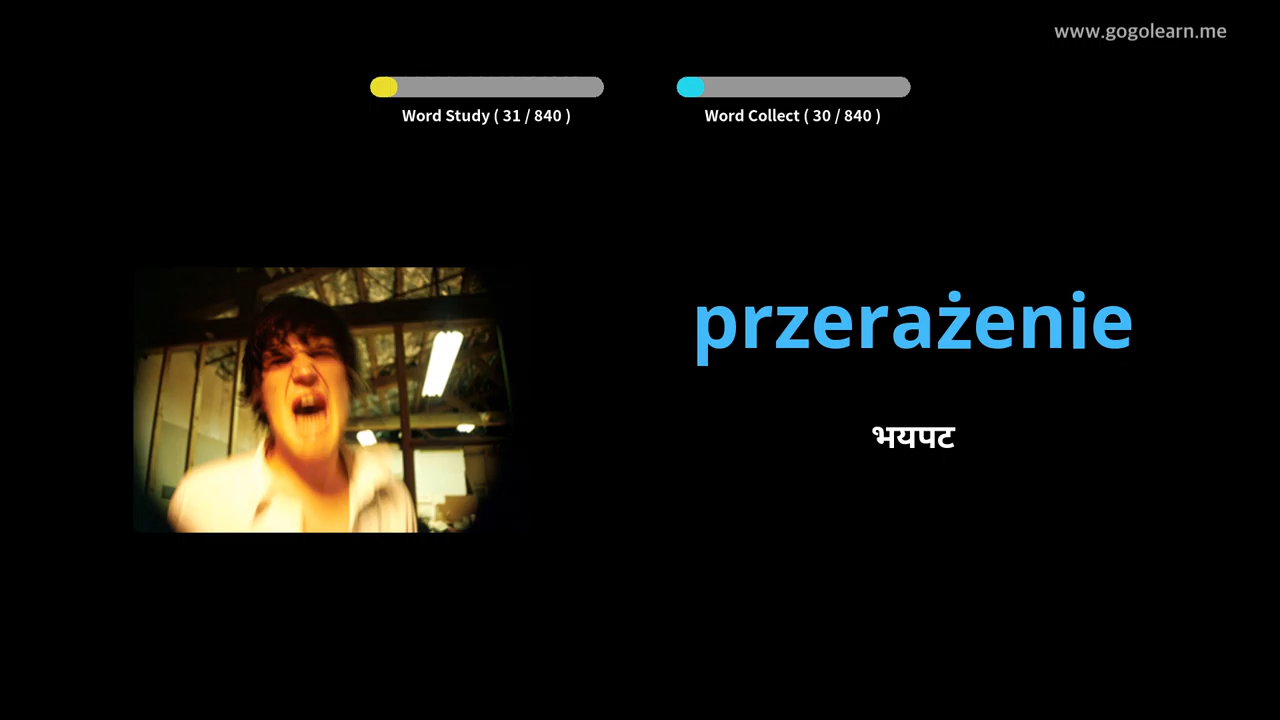 www.gogolearn.me
Word Study ( 31 / 840 )
Word Collect ( 30 / 840 )
przerażenie
भयपट